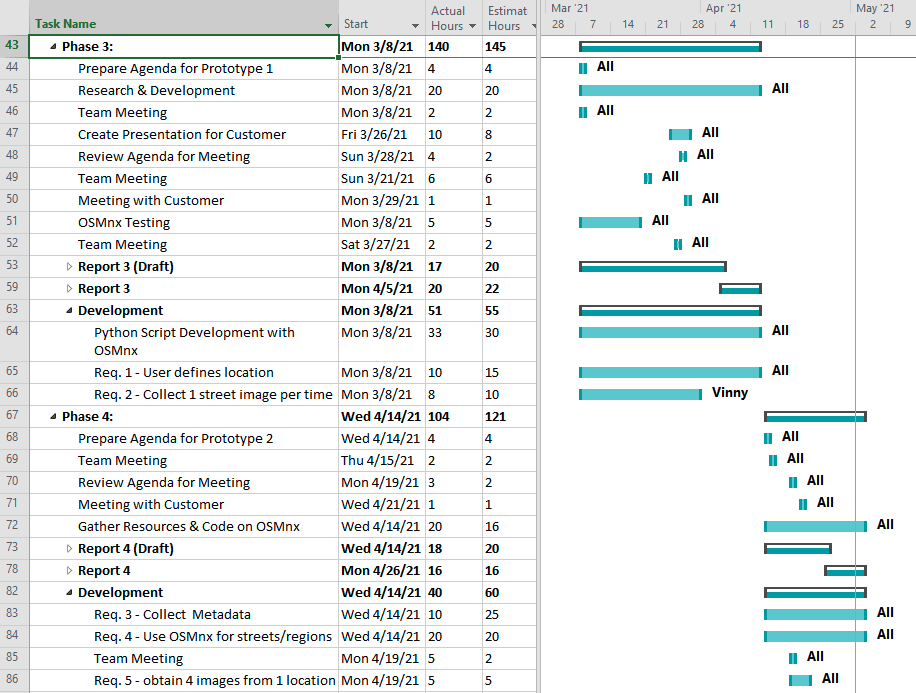 Mar '21 Apr '21 May '21
Task Name Start Actual Hours Estimat Hours 28 7 14 21 28 4 11 18 25 2 9
43 Phase 3: Mon 3/8/21 140 145
44 Prepare Agenda for Prototype 1 Mon 3/8/21 4 4 All
45 Research & Development Mon 3/8/21 20 20 All
46 Team Meeting Mon 3/8/21 2 2 All
47 Create Presentation for Customer Fri 3/26/21 10 8 All
48 Review Agenda for Meeting Sun 3/28/21 4 2 All
49 Team Meeting Sun 3/21/21 6 6 All
50 Meeting with Customer Mon 3/29/21 1 1 All
51 OSMnx Testing Mon 3/8/21 5 5 All
52 Team Meeting Sat 3/27/21 2 2 All
53 Report 3 (Draft) Mon 3/8/21 17 20
59 Report 3 Mon 4/5/21 20 22
63 Development Mon 3/8/21 51 55
64 Python Script Development with Mon 3/8/21 33 30 All
OSMnx
65 Req. 1 - User defines location Mon 3/8/21 10 15 All
66 Req. 2 - Collect 1 street image per time Mon 3/8/21 8 10 Vinny
67 Phase 4: Wed 4/14/21 104 121
68 Prepare Agenda for Prototype 2 Wed 4/14/21 4 4 All
69 Team Meeting Thu 4/15/21 2 2 All
70 Review Agenda for Meeting Mon 4/19/21 3 2 All
71 Meeting with Customer Wed 4/21/21 1 1 All
72 Gather Resources & Code on OSMnx Wed 4/14/21 20 16 All
73 Report 4 (Draft) Wed 4/14/21 18 20
78 Report 4 Mon 4/26/21 16 16
82 Development Wed 4/14/21 40 60
83 Req. 3 - Collect Metadata Wed 4/14/21 10 25 All
84 Req. 4 - Use OSMnx for streets/regions Wed 4/14/21 20 20 All
85 Team Meeting Mon 4/19/21 5 2 All
86 Req. 5 - obtain 4 images from 1 location Mon 4/19/21 5 5 All